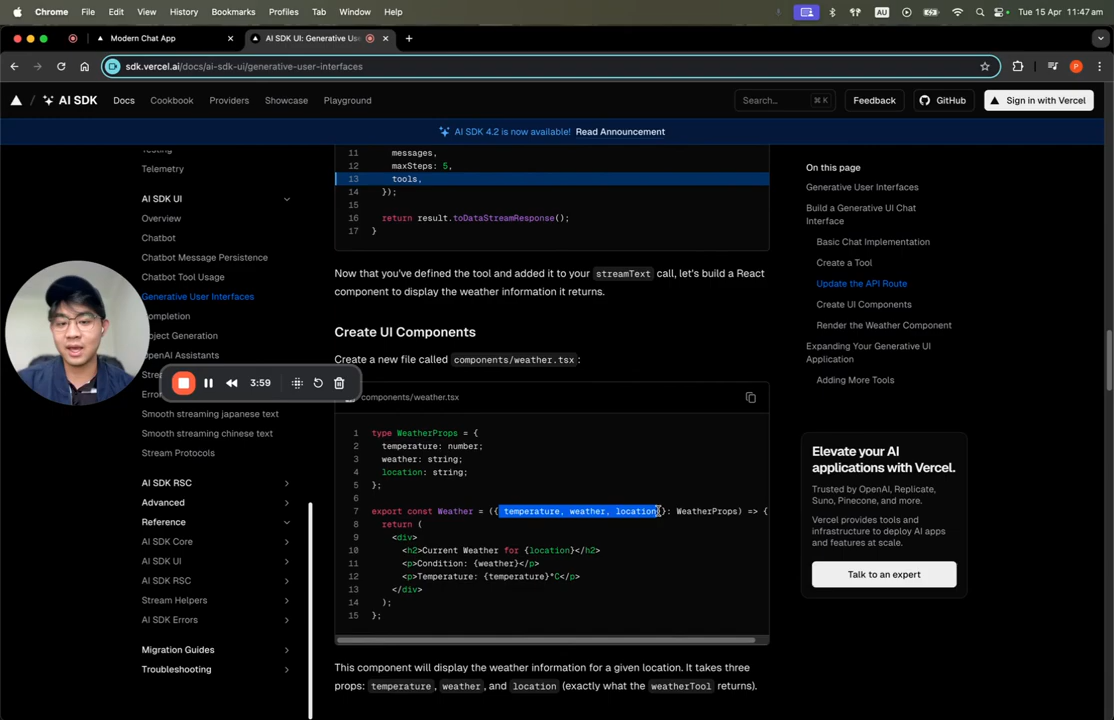 Chrome File Edit View History Bookmarks Profiles Tab Window Help AU Tue 15 Apr 11:47 am
Modern Chat App
AI SDK UI: Generative Us
sdk.vercel.ai/docs/ai-sdk-ui/generative-user-interfaces
P
AI SDK Docs Cookbook Providers Showcase Playground Search... ⌘ K Feedback GitHub Sign in with Vercel
AI SDK 4.2 is now available! Read Announcement
Testing
Telemetry
AI SDK UI
Overview
Chatbot
Chatbot Message Persistence
Chatbot Tool Usage
Generative User Interfaces
ompletion
bject Generation
penAI Assistants
Stre
Erro
Smooth streaming japanese text
Smooth streaming chinese text
Stream Protocols
AI SDK RSC
Advanced
Reference
AI SDK Core
AI SDK UI
AI SDK RSC
Stream Helpers
AI SDK Errors
Migration Guides
Troubleshooting
3:59
11 messages,
12 maxSteps: 5,
13 tools,
14 });
15
16 return result.toDataStreamResponse();
17 }
Now that you've defined the tool and added it to your streamText call, let's build a React
component to display the weather information it returns.
Create UI Components
Create a new file called components/weather.tsx:
components/weather.tsx
1 type WeatherProps = {
2 temperature: number;
3 weather: string;
4 location: string;
5 };
6
7 export const Weather = ({ temperature, weather, location }: WeatherProps) => {
8 return (
9 <div>
10 <h2>Current Weather for {location}</h2>
11 <p>Condition: {weather}</p>
12 <p>Temperature: {temperature}°C</p>
13 </div>
14 );
15 };
This component will display the weather information for a given location. It takes three
props: temperature, weather, and location (exactly what the weatherTool returns).
On this page
Generative User Interfaces
Build a Generative UI Chat
Interface
Basic Chat Implementation
Create a Tool
Update the API Route
Create UI Components
Render the Weather Component
Expanding Your Generative UI
Application
Adding More Tools
Elevate your AI
applications with Vercel.
Trusted by OpenAI, Replicate,
Suno, Pinecone, and more.
Vercel provides tools and
infrastructure to deploy AI apps
and features at scale.
Talk to an expert